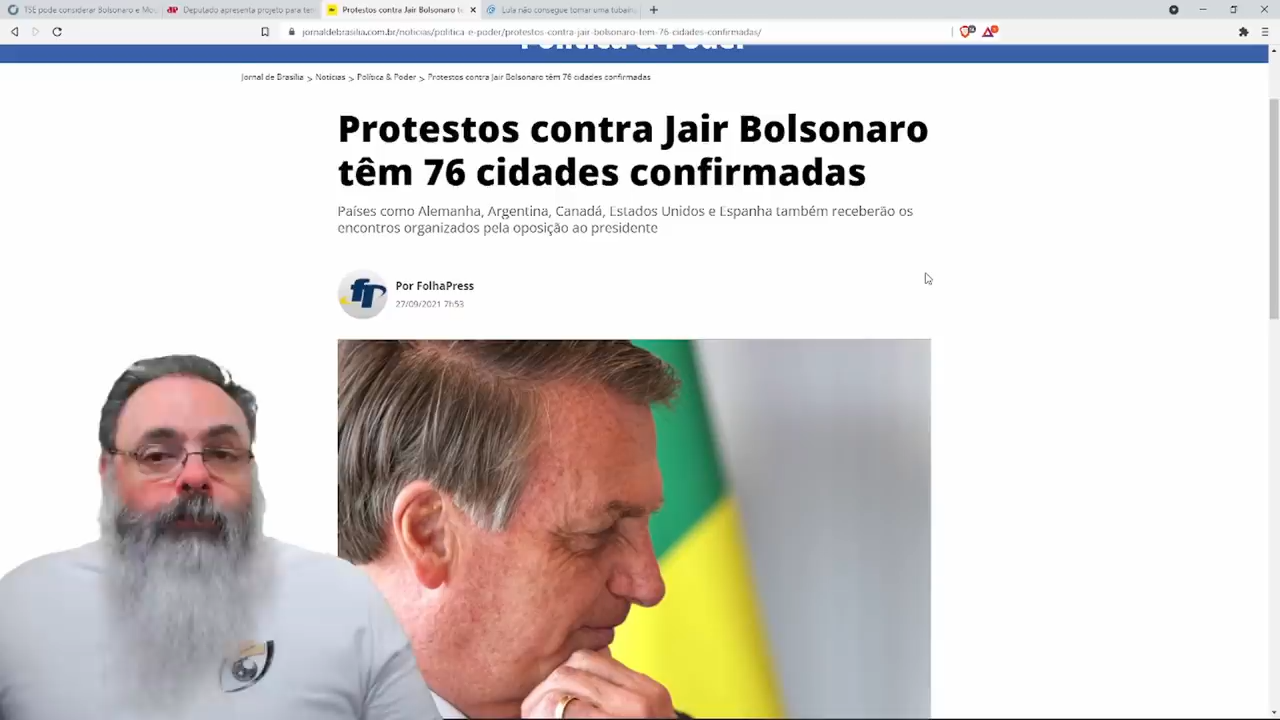 TSE pode considerar Bolsonaro e Mo
Deputado apresenta projeto para ten
Protestos contra Jair Bolsonaro t
Lula não consegue tomar uma tubaín
jornaldebrasilia.com.br/noticias/politica-e-poder/protestos-contra-jair-bolsonaro-tem-76-cidades-confirmadas/
Política & Poder
Jornal de Brasília > Notícias > Política & Poder > Protestos contra Jair Bolsonaro têm 76 cidades confirmadas
Protestos contra Jair Bolsonaro
têm 76 cidades confirmadas
Países como Alemanha, Argentina, Canadá, Estados Unidos e Espanha também receberão os
encontros organizados pela oposição ao presidente
fp
Por FolhaPress
27/09/2021 7h53